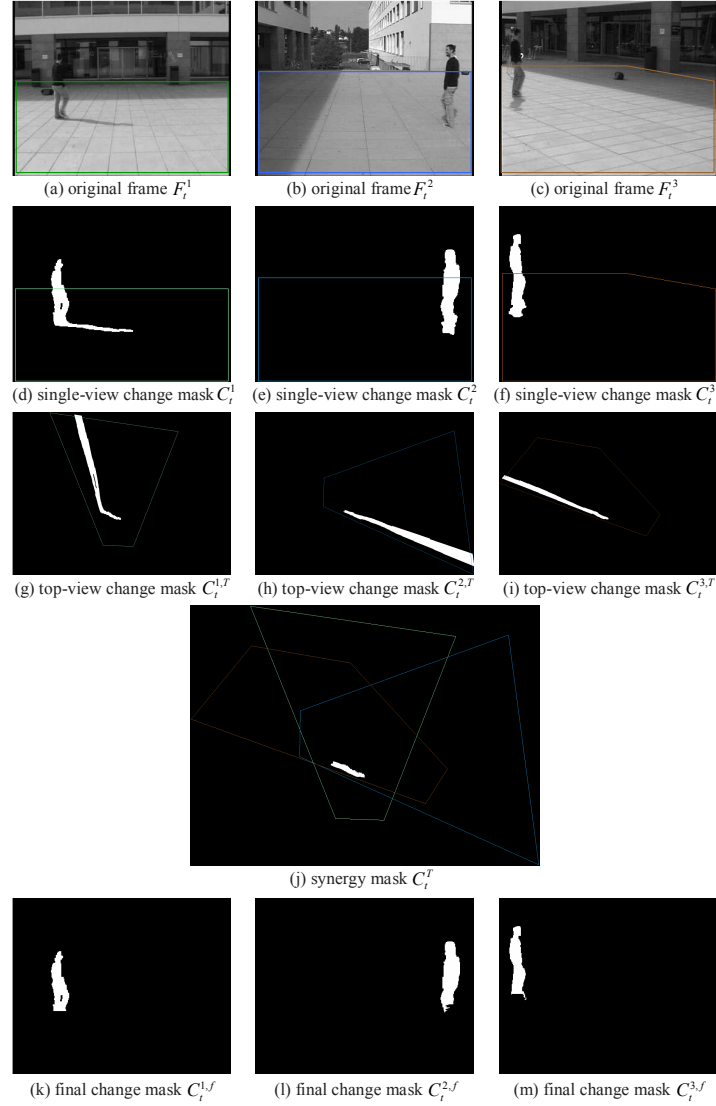 (a) original frame $F_t^1$
(b) original frame $F_t^2$
(c) original frame $F_t^3$
(d) single-view change mask $C_t^1$
(e) single-view change mask $C_t^2$
(f) single-view change mask $C_t^3$
(g) top-view change mask $C_t^{1,T}$
(h) top-view change mask $C_t^{2,T}$
(i) top-view change mask $C_t^{3,T}$
(j) synergy mask $C_t^T$
(k) final change mask $C_t^{1,f}$
(l) final change mask $C_t^{2,f}$
(m) final change mask $C_t^{3,f}$